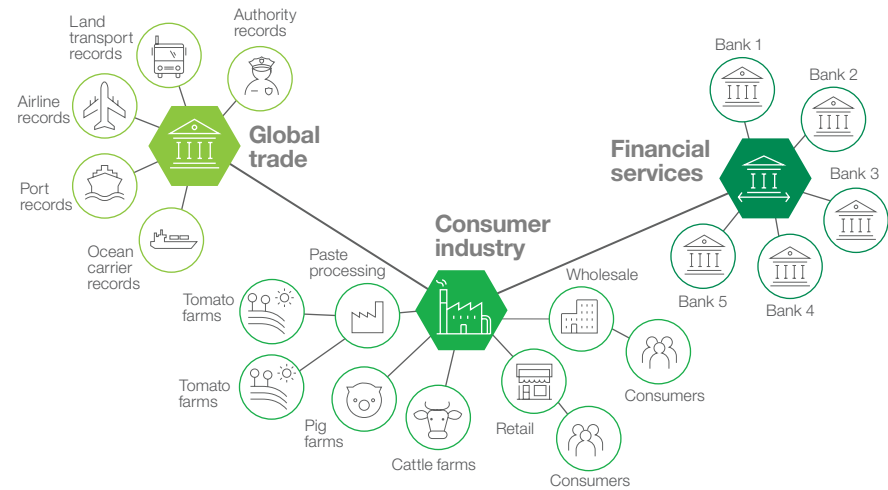 Land
transport
records
Authority
records
Airline
records
Global
trade
Port
records
Ocean
carrier
records
Bank 1
Bank 2
Financial
services
Bank 3
Bank 5
Bank 4
Consumer
industry
Paste
processing
Wholesale
Tomato
farms
Tomato
farms
Pig
farms
Cattle farms
Retail
Consumers
Consumers